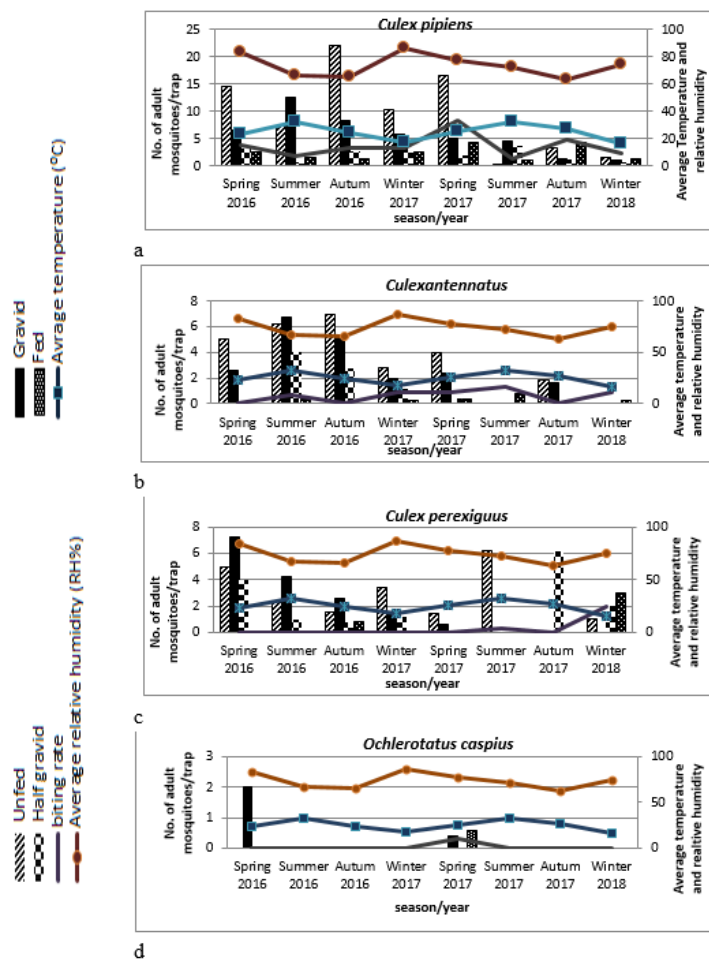 Gravid
Fed
Avrage temperature (°C)
Unfed
Half gravid
biting rate
Average relative humidity (RH%)
Culex pipiens
No. of adult
mosquitoes/trap
25
20
15
10
5
0
100
80
60
40
20
0
Average Temperature and
relative humidity
Spring Summer Autum Winter Spring Summer Autum Winter
2016 2016 2016 2017 2017 2017 2017 2018
season/year
a
Culexantennatus
No. of adult
mosquitoes/trap
8
6
4
2
0
100
50
0
Average temperature
and relative humidity
Spring Summer Autum Winter Spring Summer Autum Winter
2016 2016 2016 2017 2017 2017 2017 2018
season/year
b
Culex perexiguus
No. of adult
mosquitoes/trap
8
6
4
2
0
100
50
0
Average temperature
and relative humidity
Spring Summer Autum Winter Spring Summer Autum Winter
2016 2016 2016 2017 2017 2017 2017 2018
season/year
c
Ochlerotatus caspius
No. of adult
mosquitoes/trap
3
2
1
0
100
50
0
Average temperature
and realtive humidity
Spring Summer Autum Winter Spring Summer Autum Winter
2016 2016 2016 2017 2017 2017 2017 2018
season/year
d